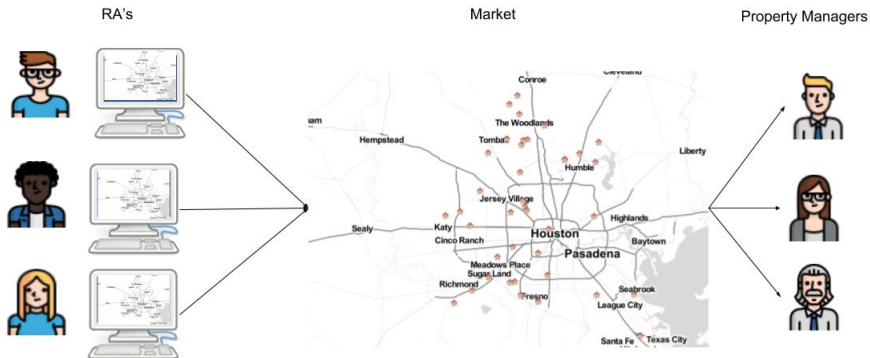 RA's
Market
Property Managers
Conroe
Cleveland
The Woodlands
Hempstead
Liberty
Humble
Jersey Village
Highlands
Sealy
Katy
Houston
Cinco Ranch
Baytown
Pasadena
Meadows Place
Sugar Land
Richmond
Seabrook
Fresno
League City
Santa Fe
Texas City